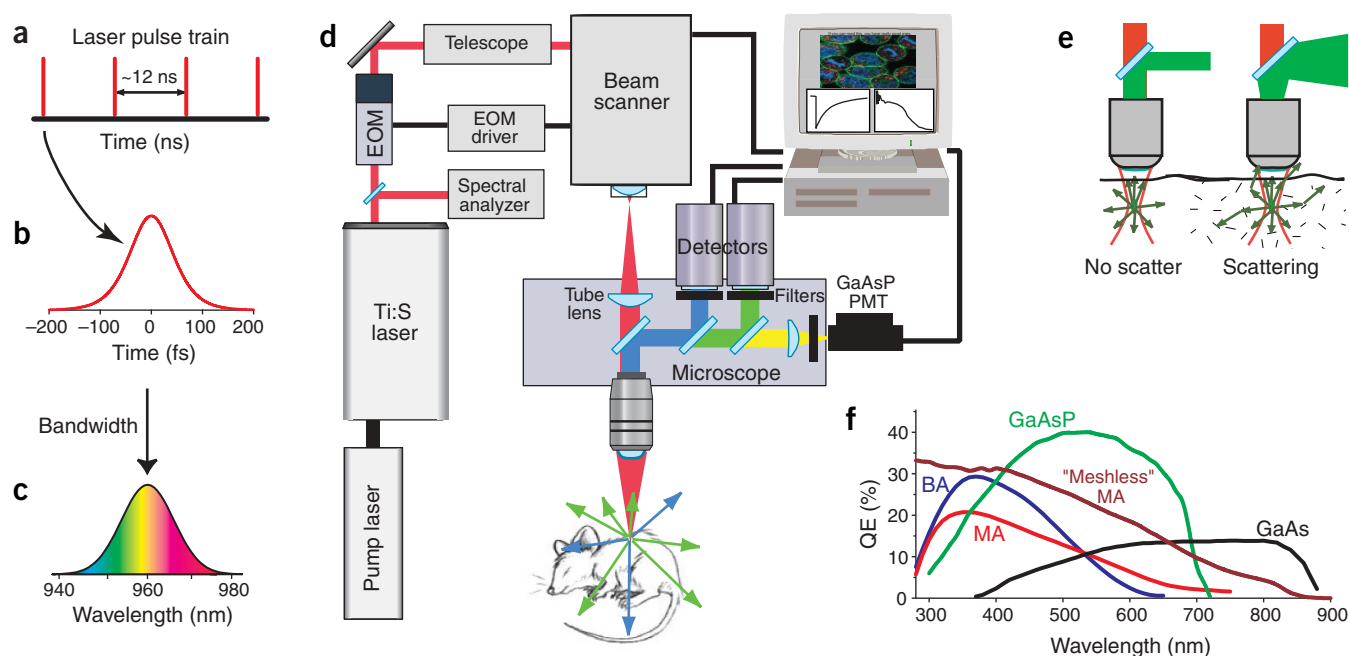 a
Laser pulse train
~12 ns
Time (ns)
b
–200
–100
0
100
200
Time (fs)
Bandwidth
c
940
960
980
Wavelength (nm)
d
Telescope
EOM
EOM
driver
Spectral
analyzer
Ti:S
laser
Pump laser
Beam
scanner
Detectors
Tube
lens
Filters
GaAsP
PMT
Microscope
e
No scatter
Scattering
f
GaAsP
"Meshless"
MA
BA
MA
GaAs
QE (%)
40
30
20
10
0
300
400
500
600
700
800
900
Wavelength (nm)